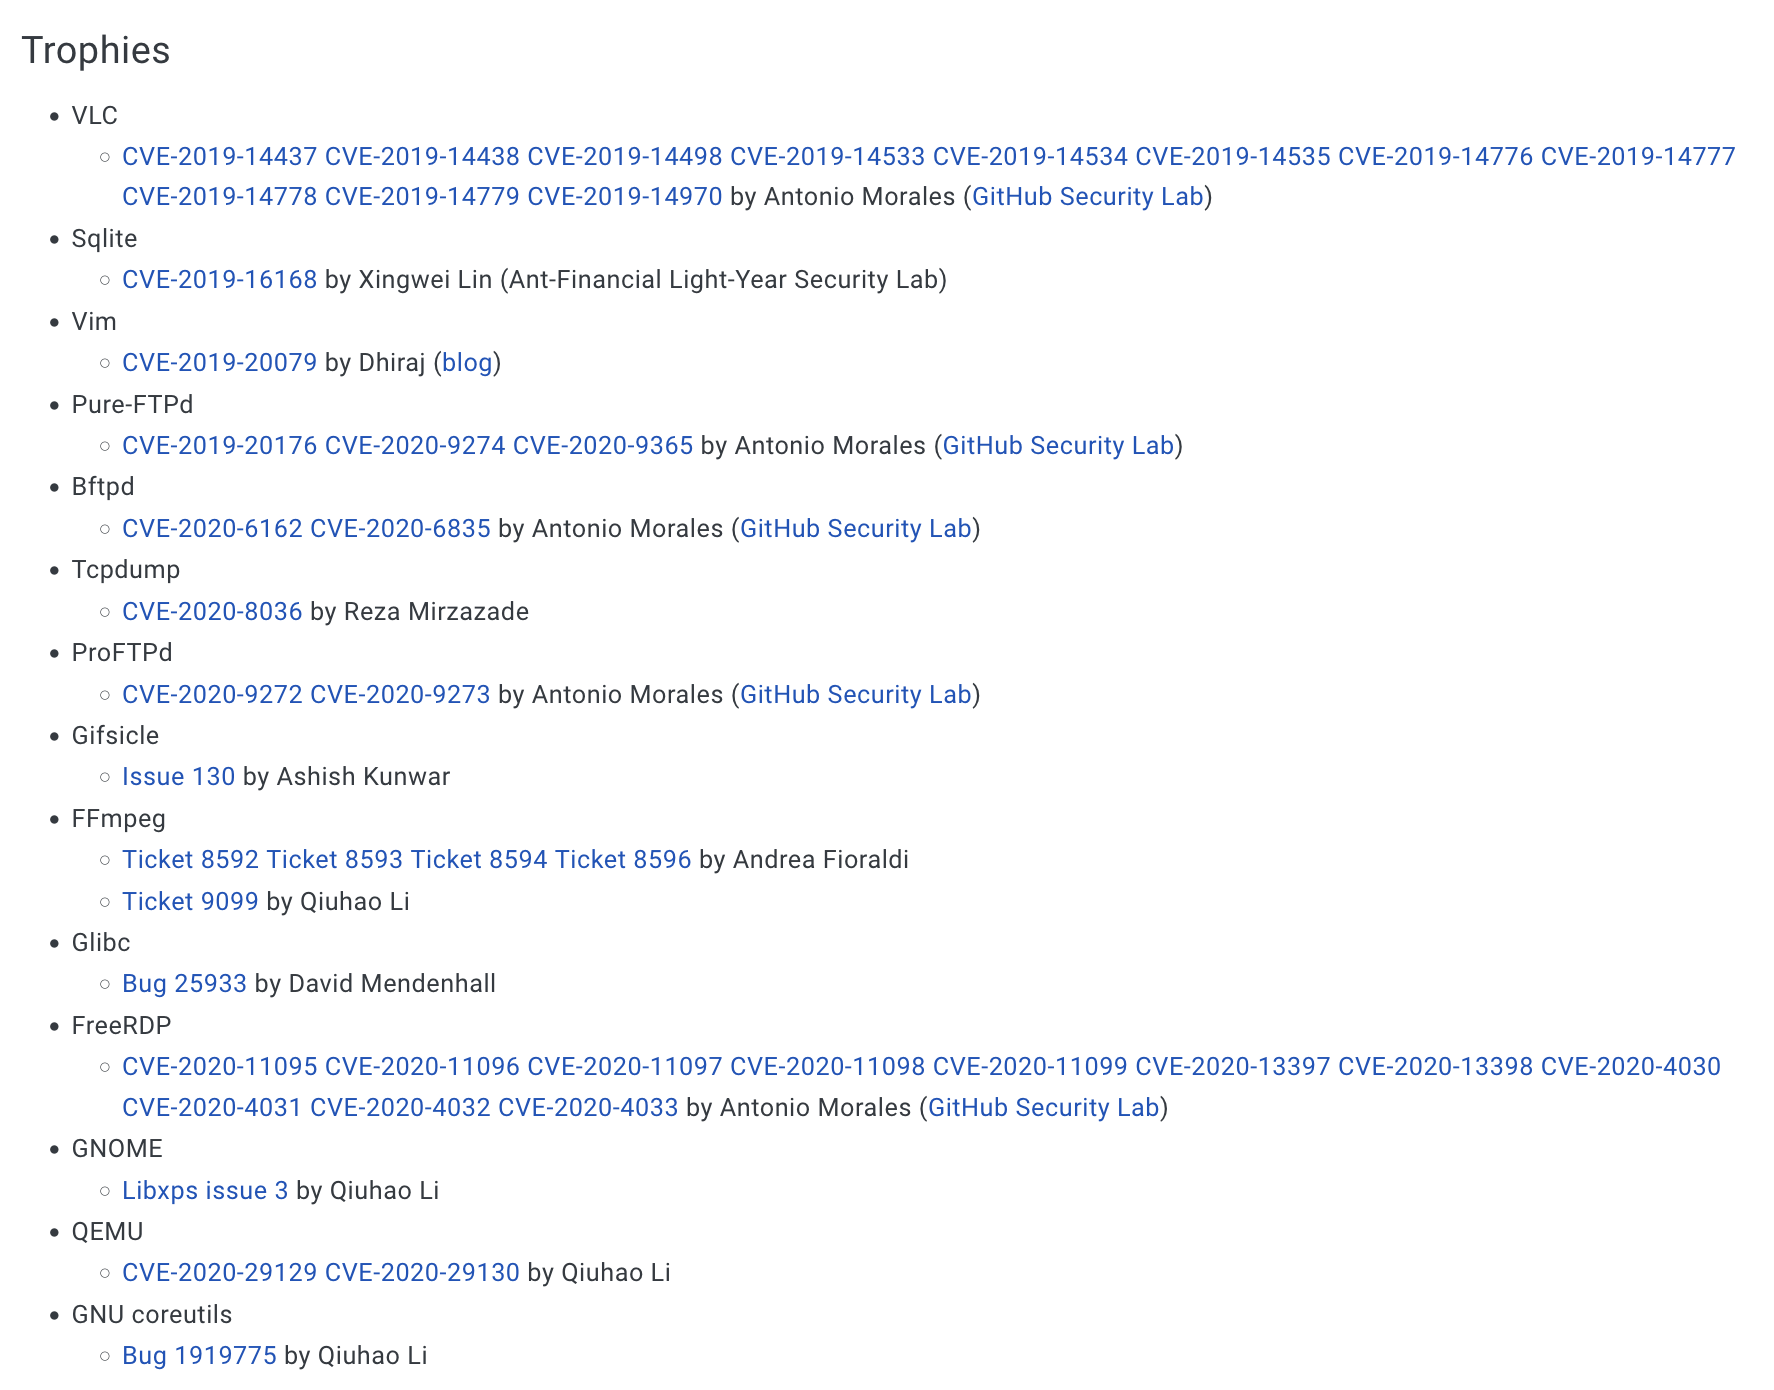 Trophies
VLC
CVE-2019-14437 CVE-2019-14438 CVE-2019-14498 CVE-2019-14533 CVE-2019-14534 CVE-2019-14535 CVE-2019-14776 CVE-2019-14777
CVE-2019-14778 CVE-2019-14779 CVE-2019-14970 by Antonio Morales (GitHub Security Lab)
Sqlite
CVE-2019-16168 by Xingwei Lin (Ant-Financial Light-Year Security Lab)
Vim
CVE-2019-20079 by Dhiraj (blog)
Pure-FTPd
CVE-2019-20176 CVE-2020-9274 CVE-2020-9365 by Antonio Morales (GitHub Security Lab)
Bftpd
CVE-2020-6162 CVE-2020-6835 by Antonio Morales (GitHub Security Lab)
Tcpdump
CVE-2020-8036 by Reza Mirzazade
ProFTPd
CVE-2020-9272 CVE-2020-9273 by Antonio Morales (GitHub Security Lab)
Gifsicle
Issue 130 by Ashish Kunwar
FFmpeg
Ticket 8592 Ticket 8593 Ticket 8594 Ticket 8596 by Andrea Fioraldi
Ticket 9099 by Qiuhao Li
Glibc
Bug 25933 by David Mendenhall
FreeRDP
CVE-2020-11095 CVE-2020-11096 CVE-2020-11097 CVE-2020-11098 CVE-2020-11099 CVE-2020-13397 CVE-2020-13398 CVE-2020-4030
CVE-2020-4031 CVE-2020-4032 CVE-2020-4033 by Antonio Morales (GitHub Security Lab)
GNOME
Libxps issue 3 by Qiuhao Li
QEMU
CVE-2020-29129 CVE-2020-29130 by Qiuhao Li
GNU coreutils
Bug 1919775 by Qiuhao Li